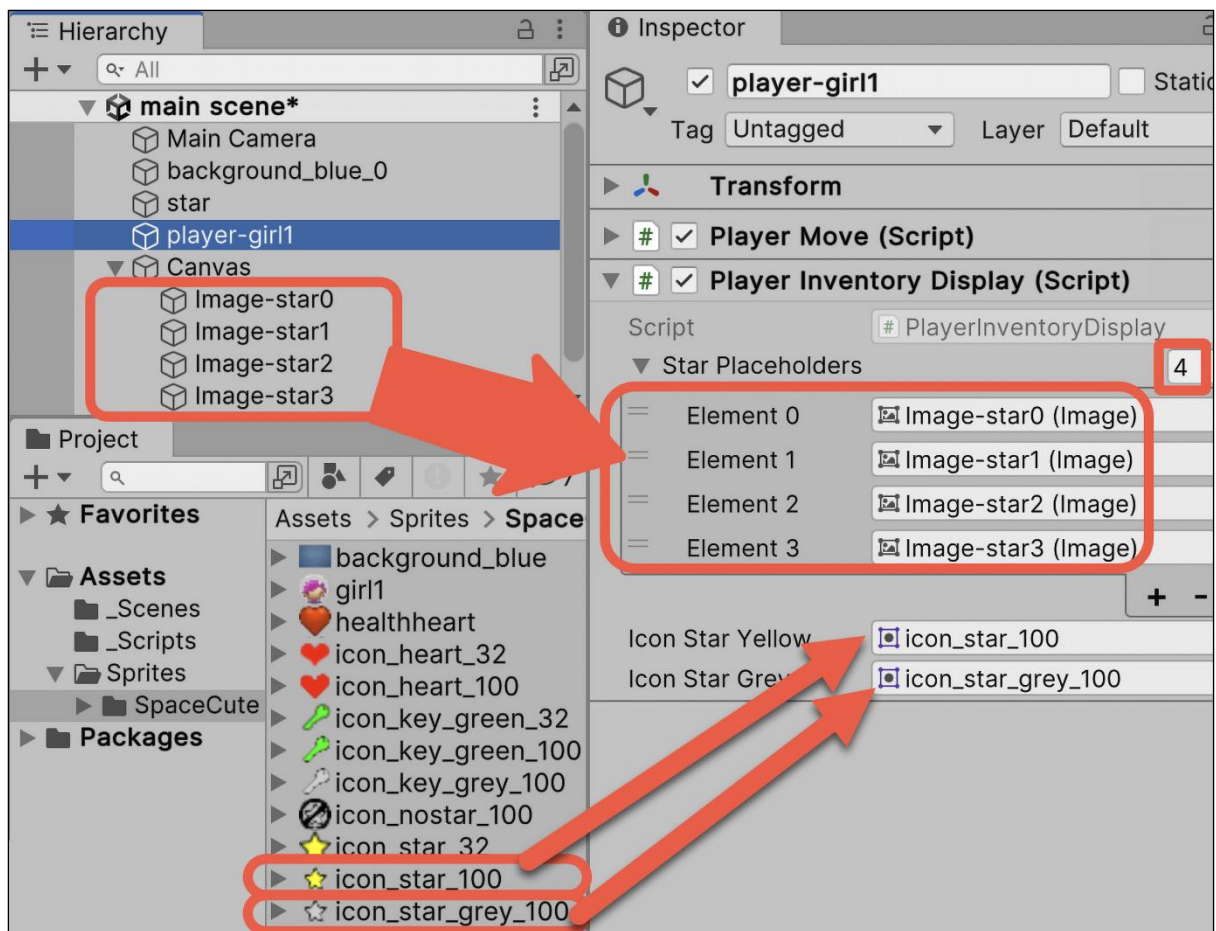 Hierarchy
All
main scene*
Main Camera
background_blue_0
star
player-girl1
Canvas
Image-star0
Image-star1
Image-star2
Image-star3
Project
Favorites
Assets
_Scenes
_Scripts
Sprites
SpaceCute
Packages
Assets > Sprites > Space
background_blue
girl1
healthheart
icon_heart_32
icon_heart_100
icon_key_green_32
icon_key_green_100
icon_key_grey_100
icon_nostar_100
icon_star_32
icon_star_100
icon_star_grey_100
Inspector
player-girl1 Static
Tag Untagged Layer Default
Transform
# Player Move (Script)
# Player Inventory Display (Script)
Script # PlayerInventoryDisplay
Star Placeholders 4
Element 0 Image-star0 (Image)
Element 1 Image-star1 (Image)
Element 2 Image-star2 (Image)
Element 3 Image-star3 (Image)
+ -
Icon Star Yellow icon_star_100
Icon Star Grey icon_star_grey_100